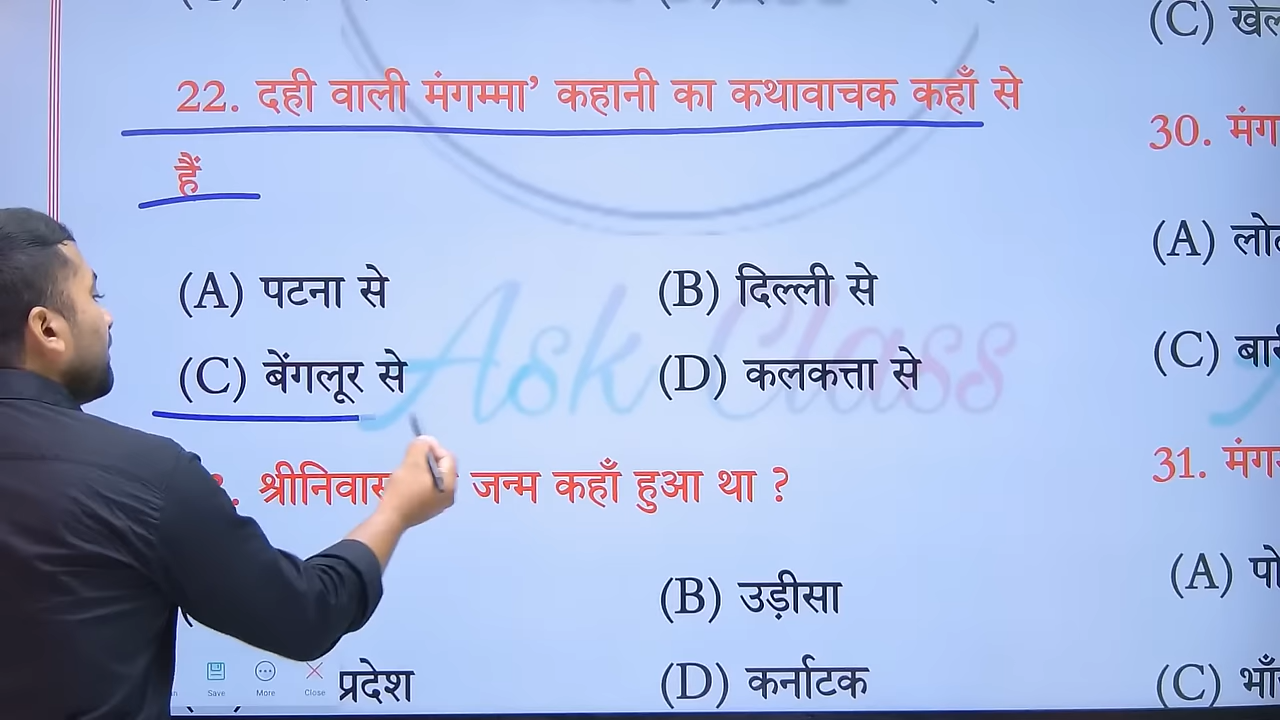 (C) खेल
22. दही वाली मंगम्मा’ कहानी का कथावाचक कहाँ से
हैं
30. मंग
(A) पटना से (B) दिल्ली से
(A)
(C) बेंगलूर से (D) कलकत्ता से
(C)
Ask Class
श्रीनिवास जन्म कहाँ हुआ था ?
31. मंग
(B) उड़ीसा
(A) पो
प्रदेश (D) कर्नाटक
(C)
Save More Close